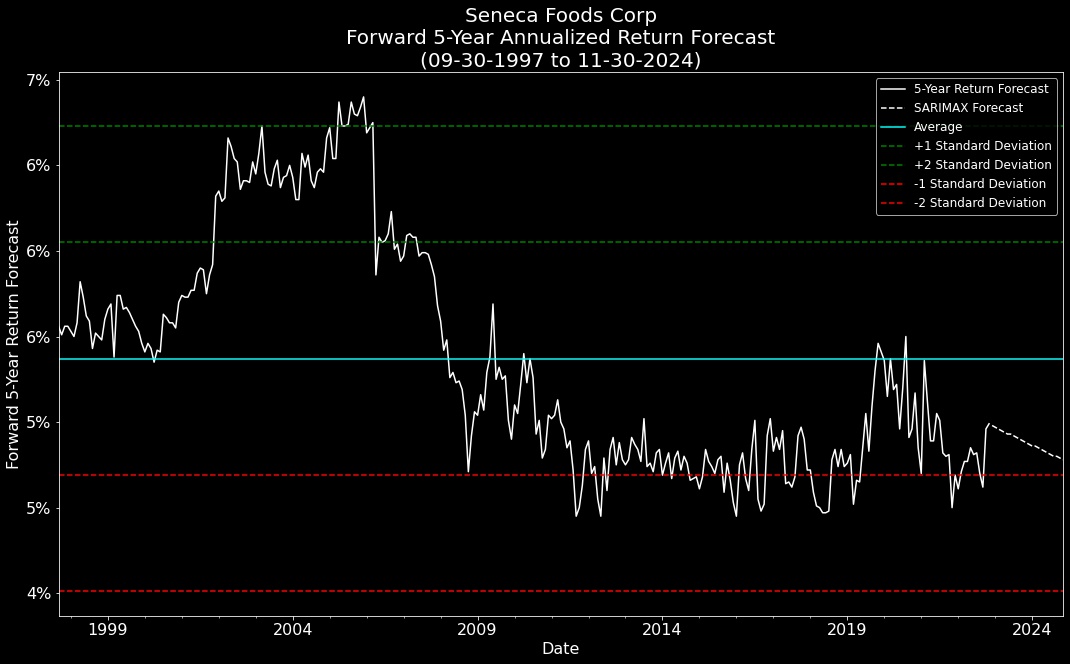 Seneca Foods Corp
Forward 5-Year Annualized Return Forecast
(09-30-1997 to 11-30-2024)
7%
6%
6%
6%
5%
5%
4%
Forward 5-Year Return Forecast
5-Year Return Forecast
SARIMAX Forecast
Average
+1 Standard Deviation
+2 Standard Deviation
-1 Standard Deviation
-2 Standard Deviation
1999
2004
2009
2014
2019
2024
Date